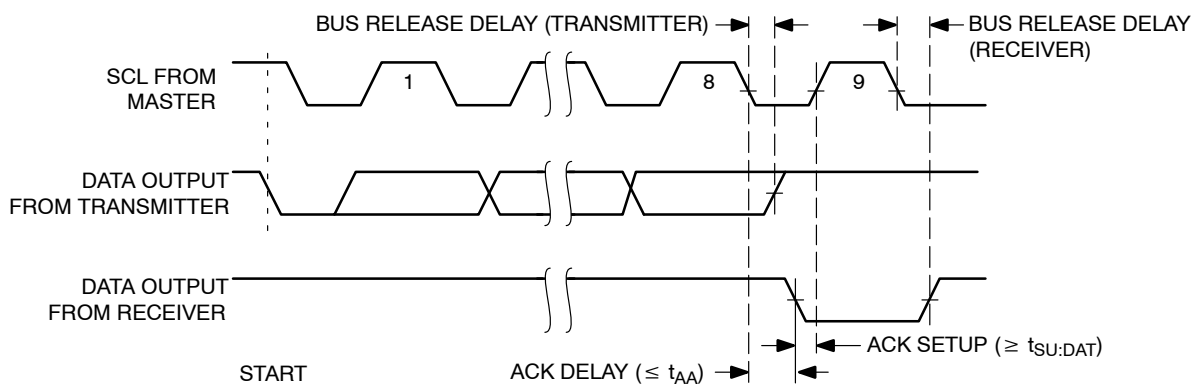 BUS RELEASE DELAY (TRANSMITTER)
BUS RELEASE DELAY
(RECEIVER)
SCL FROM
MASTER
1
8
9
DATA OUTPUT
FROM TRANSMITTER
DATA OUTPUT
FROM RECEIVER
START
ACK DELAY (≤ tAA)
ACK SETUP (≥ tSU:DAT)